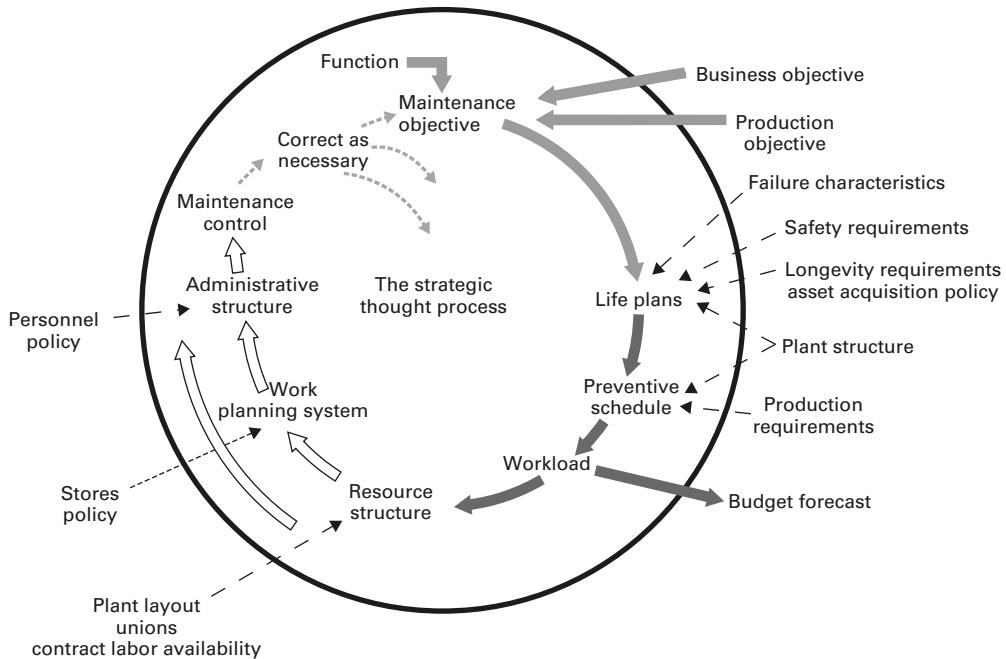 Function
Business objective
Maintenance
objective
Production
objective
Correct as
necessary
Failure characteristics
Maintenance
control
Safety requirements
Longevity requirements
asset acquisition policy
Administrative
structure
The strategic
thought process
Life plans
Personnel
policy
Plant structure
Preventive
schedule
Work
planning system
Production
requirements
Workload
Stores
policy
Resource
structure
Budget forecast
Plant layout
unions
contract labor availability